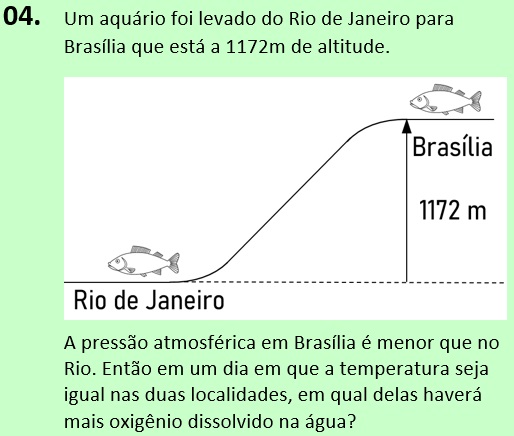 04. Um aquário foi levado do Rio de Janeiro para
Brasília que está a 1172m de altitude.
Brasília
1172 m
Rio de Janeiro
A pressão atmosférica em Brasília é menor que no
Rio. Então em um dia em que a temperatura seja
igual nas duas localidades, em qual delas haverá
mais oxigênio dissolvido na água?